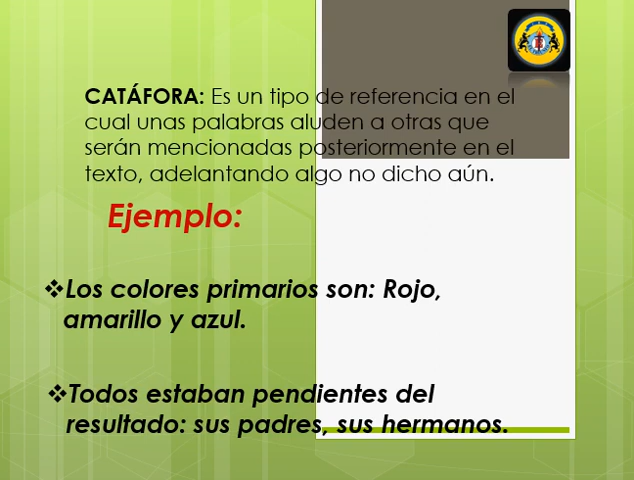 CATÁFORA: Es un tipo de referencia en el
cual unas palabras aluden a otras que
serán mencionadas posteriormente en el
texto, adelantando algo no dicho aún.
Ejemplo:
❖Los colores primarios son: Rojo,
amarillo y azul.
❖Todos estaban pendientes del
resultado: sus padres, sus hermanos.